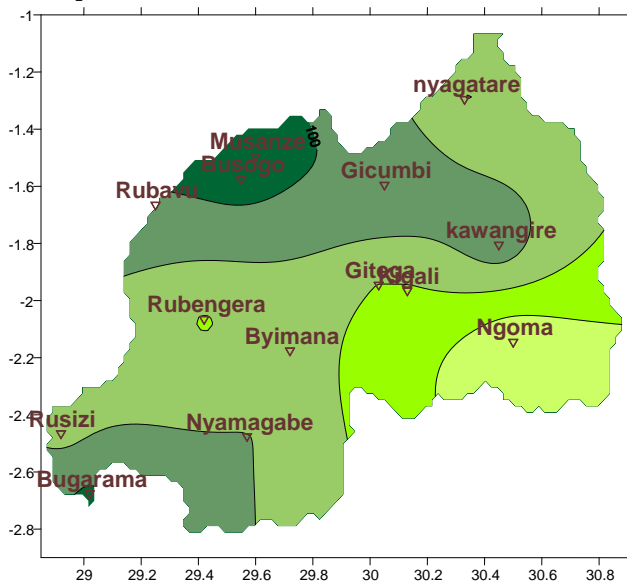 -1
-1.2
-1.4
-1.6
-1.8
-2
-2.2
-2.4
-2.6
-2.8
nyagatare
100
Musanze
Busogo
Gicumbi
Rubavu
kawangire
Gitega
Kigali
Rubengera
Ngoma
Byimana
Rusizi
Nyamagabe
Bugarama
29 29.2 29.4 29.6 29.8 30 30.2 30.4 30.6 30.8